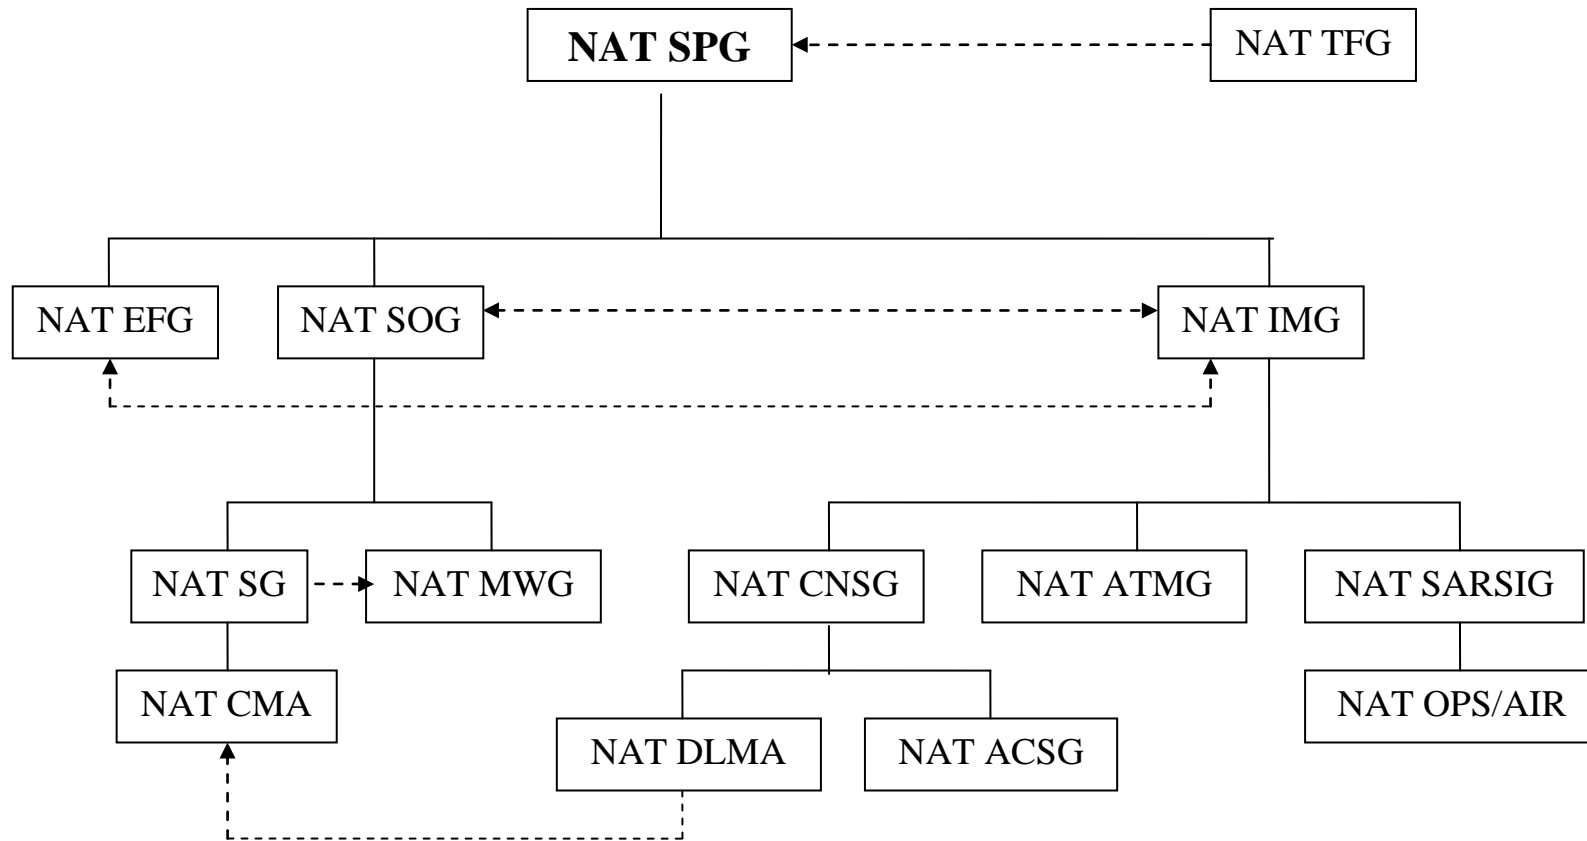 NAT SPG
NAT TFG
NAT EFG
NAT SOG
NAT IMG
NAT SG
NAT MWG
NAT CNSG
NAT ATMG
NAT SARSIG
NAT CMA
NAT DLMA
NAT ACSG
NAT OPS/AIR